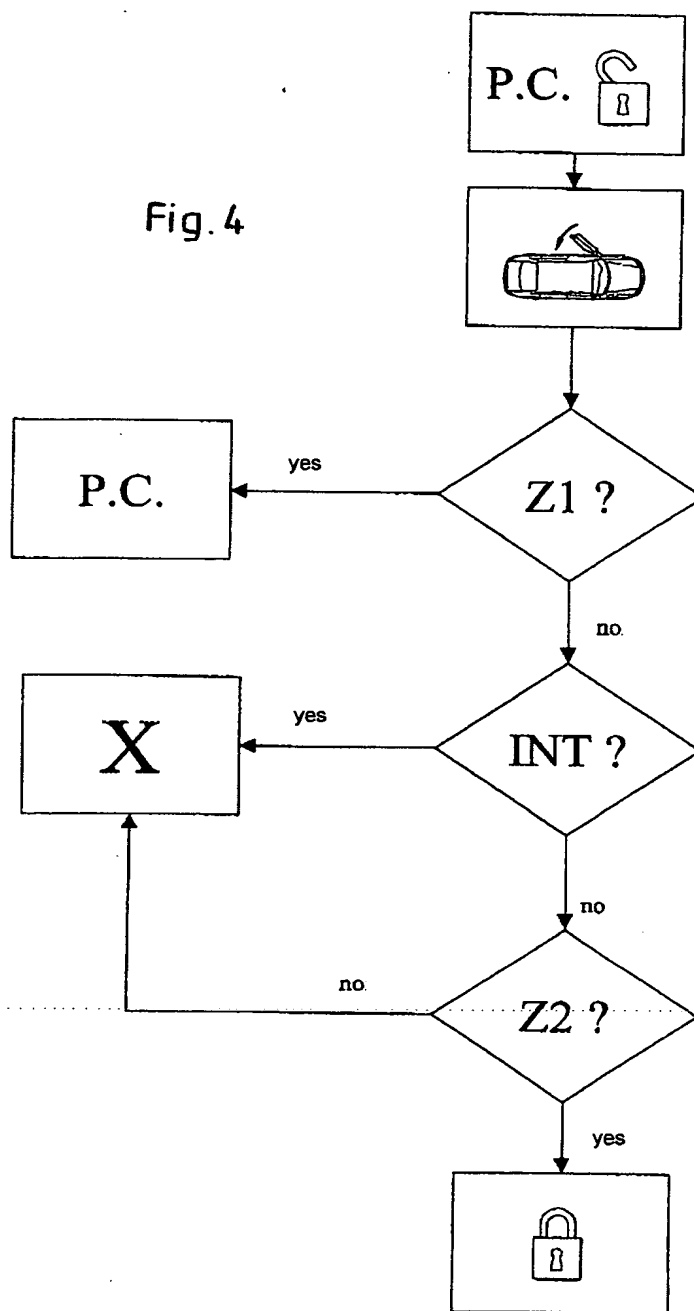 P.C.
Fig. 4
yes
P.C.
Z1 ?
no.
yes
X
INT ?
no
no.
Z2 ?
yes